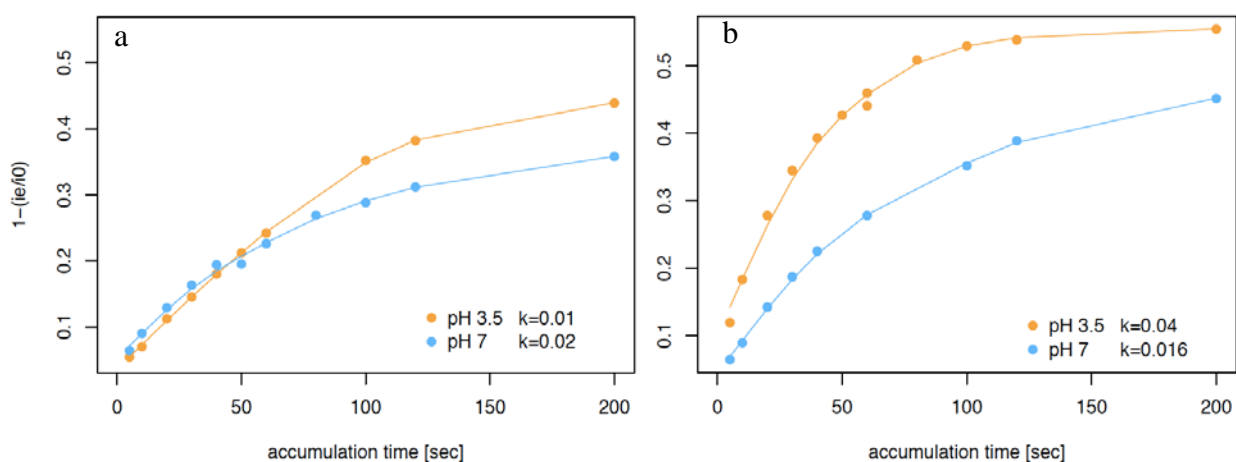 a
0.5
0.4
0.3
0.2
0.1
1−(ie/i0)
pH 3.5 k=0.01
pH 7 k=0.02
0 50 100 150 200
accumulation time [sec]
b
0.5
0.4
0.3
0.2
0.1
pH 3.5 k=0.04
pH 7 k=0.016
0 50 100 150 200
accumulation time [sec]